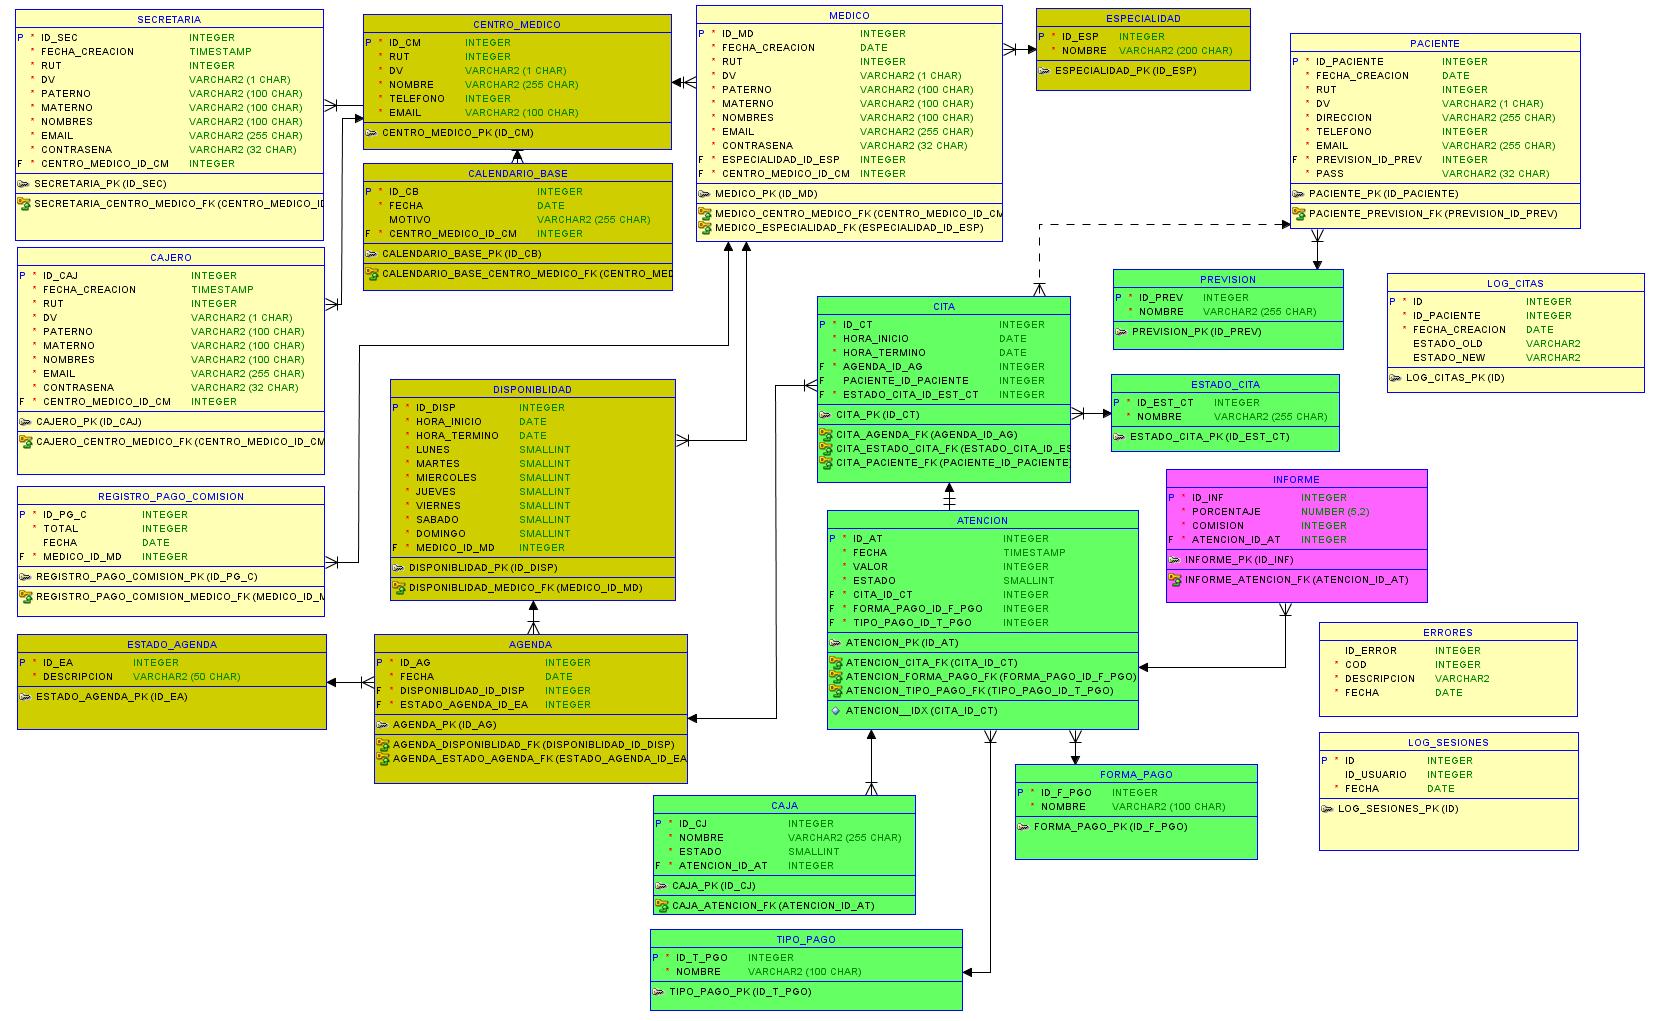 SECRETARIA
P * ID_SEC INTEGER
* FECHA_CREACION TIMESTAMP
* RUT INTEGER
* DV VARCHAR2 (1 CHAR)
* PATERNO VARCHAR2 (100 CHAR)
* MATERNO VARCHAR2 (100 CHAR)
* NOMBRES VARCHAR2 (100 CHAR)
* EMAIL VARCHAR2 (255 CHAR)
* CONTRASENA VARCHAR2 (32 CHAR)
F * CENTRO_MEDICO_ID_CM INTEGER
SECRETARIA_PK (ID_SEC)
SECRETARIA_CENTRO_MEDICO_FK (CENTRO_MEDICO_ID
CENTRO_MEDICO
P * ID_CM INTEGER
* RUT INTEGER
* DV VARCHAR2 (1 CHAR)
* NOMBRE VARCHAR2 (255 CHAR)
* TELEFONO INTEGER
* EMAIL VARCHAR2 (100 CHAR)
CENTRO_MEDICO_PK (ID_CM)
MEDICO
P * ID_MD INTEGER
* FECHA_CREACION DATE
* RUT INTEGER
* DV VARCHAR2 (1 CHAR)
* PATERNO VARCHAR2 (100 CHAR)
* MATERNO VARCHAR2 (100 CHAR)
* NOMBRES VARCHAR2 (100 CHAR)
* EMAIL VARCHAR2 (255 CHAR)
* CONTRASENA VARCHAR2 (32 CHAR)
F * ESPECIALIDAD_ID_ESP INTEGER
F * CENTRO_MEDICO_ID_CM INTEGER
MEDICO_PK (ID_MD)
MEDICO_CENTRO_MEDICO_FK (CENTRO_MEDICO_ID_CM
MEDICO_ESPECIALIDAD_FK (ESPECIALIDAD_ID_ESP)
ESPECIALIDAD
P * ID_ESP INTEGER
* NOMBRE VARCHAR2 (200 CHAR)
ESPECIALIDAD_PK (ID_ESP)
PACIENTE
P * ID_PACIENTE INTEGER
* FECHA_CREACION DATE
* RUT INTEGER
* DV VARCHAR2 (1 CHAR)
* DIRECCION VARCHAR2 (255 CHAR)
* TELEFONO INTEGER
* EMAIL VARCHAR2 (255 CHAR)
F * PREVISION_ID_PREV INTEGER
* PASS VARCHAR2 (32 CHAR)
PACIENTE_PK (ID_PACIENTE)
PACIENTE_PREVISION_FK (PREVISION_ID_PREV)
CALENDARIO_BASE
P * ID_CB INTEGER
* FECHA DATE
MOTIVO VARCHAR2 (255 CHAR)
F * CENTRO_MEDICO_ID_CM INTEGER
CALENDARIO_BASE_PK (ID_CB)
CALENDARIO_BASE_CENTRO_MEDICO_FK (CENTRO_MED
CAJERO
P * ID_CAJ INTEGER
* FECHA_CREACION TIMESTAMP
* RUT INTEGER
* DV VARCHAR2 (1 CHAR)
* PATERNO VARCHAR2 (100 CHAR)
* MATERNO VARCHAR2 (100 CHAR)
* NOMBRES VARCHAR2 (100 CHAR)
* EMAIL VARCHAR2 (255 CHAR)
* CONTRASENA VARCHAR2 (32 CHAR)
F * CENTRO_MEDICO_ID_CM INTEGER
CAJERO_PK (ID_CAJ)
CAJERO_CENTRO_MEDICO_FK (CENTRO_MEDICO_ID_CM
PREVISION
P * ID_PREV INTEGER
* NOMBRE VARCHAR2 (255 CHAR)
PREVISION_PK (ID_PREV)
LOG_CITAS
P * ID INTEGER
* ID_PACIENTE INTEGER
* FECHA_CREACION DATE
ESTADO_OLD VARCHAR2
ESTADO_NEW VARCHAR2
LOG_CITAS_PK (ID)
CITA
P * ID_CT INTEGER
* HORA_INICIO DATE
* HORA_TERMINO DATE
F * AGENDA_ID_AG INTEGER
F PACIENTE_ID_PACIENTE INTEGER
F * ESTADO_CITA_ID_EST_CT INTEGER
CITA_PK (ID_CT)
CITA_AGENDA_FK (AGENDA_ID_AG)
CITA_ESTADO_CITA_FK (ESTADO_CITA_ID_ES
CITA_PACIENTE_FK (PACIENTE_ID_PACIENTE)
ESTADO_CITA
P * ID_EST_CT INTEGER
* NOMBRE VARCHAR2 (255 CHAR)
ESTADO_CITA_PK (ID_EST_CT)
DISPONIBLIDAD
P * ID_DISP INTEGER
* HORA_INICIO DATE
* HORA_TERMINO DATE
* LUNES SMALLINT
* MARTES SMALLINT
* MIERCOLES SMALLINT
* JUEVES SMALLINT
* VIERNES SMALLINT
* SABADO SMALLINT
* DOMINGO SMALLINT
F * MEDICO_ID_MD INTEGER
DISPONIBLIDAD_PK (ID_DISP)
DISPONIBLIDAD_MEDICO_FK (MEDICO_ID_MD)
REGISTRO_PAGO_COMISION
P * ID_PG_C INTEGER
* TOTAL INTEGER
FECHA DATE
F * MEDICO_ID_MD INTEGER
REGISTRO_PAGO_COMISION_PK (ID_PG_C)
REGISTRO_PAGO_COMISION_MEDICO_FK (MEDICO_ID_M
INFORME
P * ID_INF INTEGER
* PORCENTAJE NUMBER (5,2)
* COMISION INTEGER
F * ATENCION_ID_AT INTEGER
INFORME_PK (ID_INF)
INFORME_ATENCION_FK (ATENCION_ID_AT)
ATENCION
P * ID_AT INTEGER
* FECHA TIMESTAMP
* VALOR INTEGER
* ESTADO SMALLINT
F * CITA_ID_CT INTEGER
F * FORMA_PAGO_ID_F_PGO INTEGER
F * TIPO_PAGO_ID_T_PGO INTEGER
ATENCION_PK (ID_AT)
ATENCION_CITA_FK (CITA_ID_CT)
ATENCION_FORMA_PAGO_FK (FORMA_PAGO_ID_F_PGO)
ATENCION_TIPO_PAGO_FK (TIPO_PAGO_ID_T_PGO)
ATENCION__IDX (CITA_ID_CT)
ESTADO_AGENDA
P * ID_EA INTEGER
* DESCRIPCION VARCHAR2 (50 CHAR)
ESTADO_AGENDA_PK (ID_EA)
AGENDA
P * ID_AG INTEGER
* FECHA DATE
F * DISPONIBLIDAD_ID_DISP INTEGER
F * ESTADO_AGENDA_ID_EA INTEGER
AGENDA_PK (ID_AG)
AGENDA_DISPONIBLIDAD_FK (DISPONIBLIDAD_ID_DISP)
AGENDA_ESTADO_AGENDA_FK (ESTADO_AGENDA_ID_EA
ERRORES
ID_ERROR INTEGER
* COD INTEGER
* DESCRIPCION VARCHAR2
* FECHA DATE
LOG_SESIONES
P * ID INTEGER
ID_USUARIO INTEGER
* FECHA DATE
LOG_SESIONES_PK (ID)
FORMA_PAGO
P * ID_F_PGO INTEGER
* NOMBRE VARCHAR2 (100 CHAR)
FORMA_PAGO_PK (ID_F_PGO)
CAJA
P * ID_CJ INTEGER
* NOMBRE VARCHAR2 (255 CHAR)
* ESTADO SMALLINT
F * ATENCION_ID_AT INTEGER
CAJA_PK (ID_CJ)
CAJA_ATENCION_FK (ATENCION_ID_AT)
TIPO_PAGO
P * ID_T_PGO INTEGER
* NOMBRE VARCHAR2 (100 CHAR)
TIPO_PAGO_PK (ID_T_PGO)